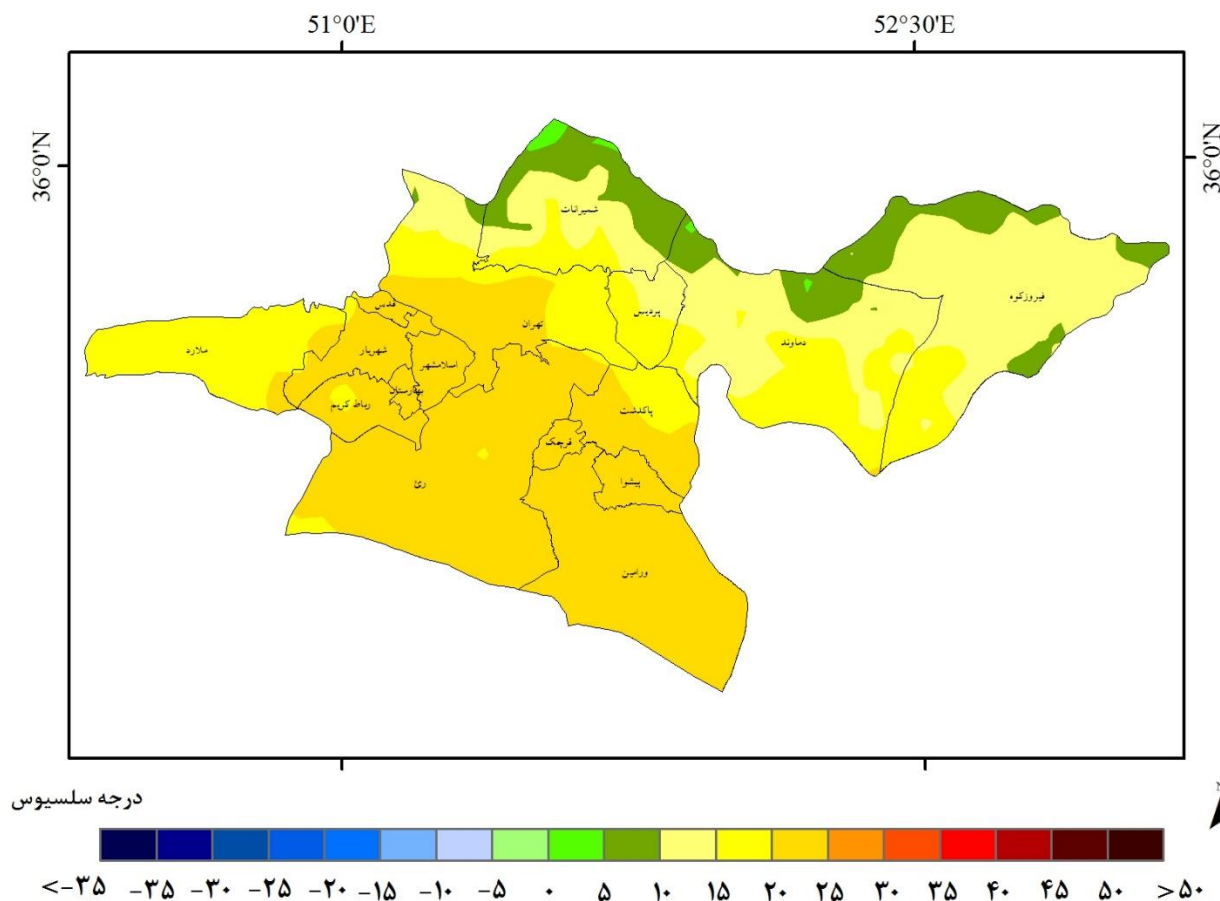 51°0'E 52°30'E
36°0'N 36°0'N
شمیرانات
فیروزکوه
قدس تهران پردیس
ملارد شهریار اسلامشهر دماوند
رباط کریم بهارستان پاکدشت
قرچک
ری پیشوا
ورامین
درجه سلسیوس
N
<-۳۵ -۳۵ -۳۰ -۲۵ -۲۰ -۱۵ -۱۰ -۵ ۰ ۵ ۱۰ ۱۵ ۲۰ ۲۵ ۳۰ ۳۵ ۴۰ ۴۵ ۵۰ >۵۰